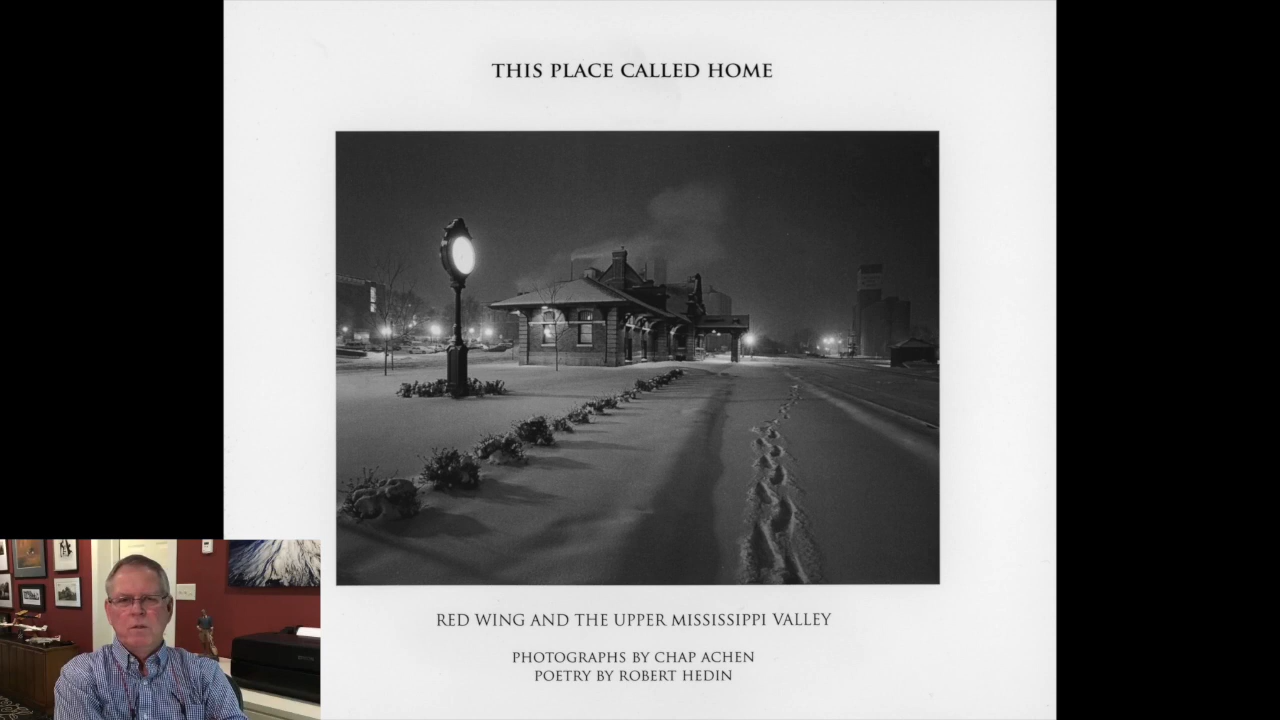 THIS PLACE CALLED HOME
RED WING AND THE UPPER MISSISSIPPI VALLEY
PHOTOGRAPHS BY CHAP ACHEN
POETRY BY ROBERT HEDIN